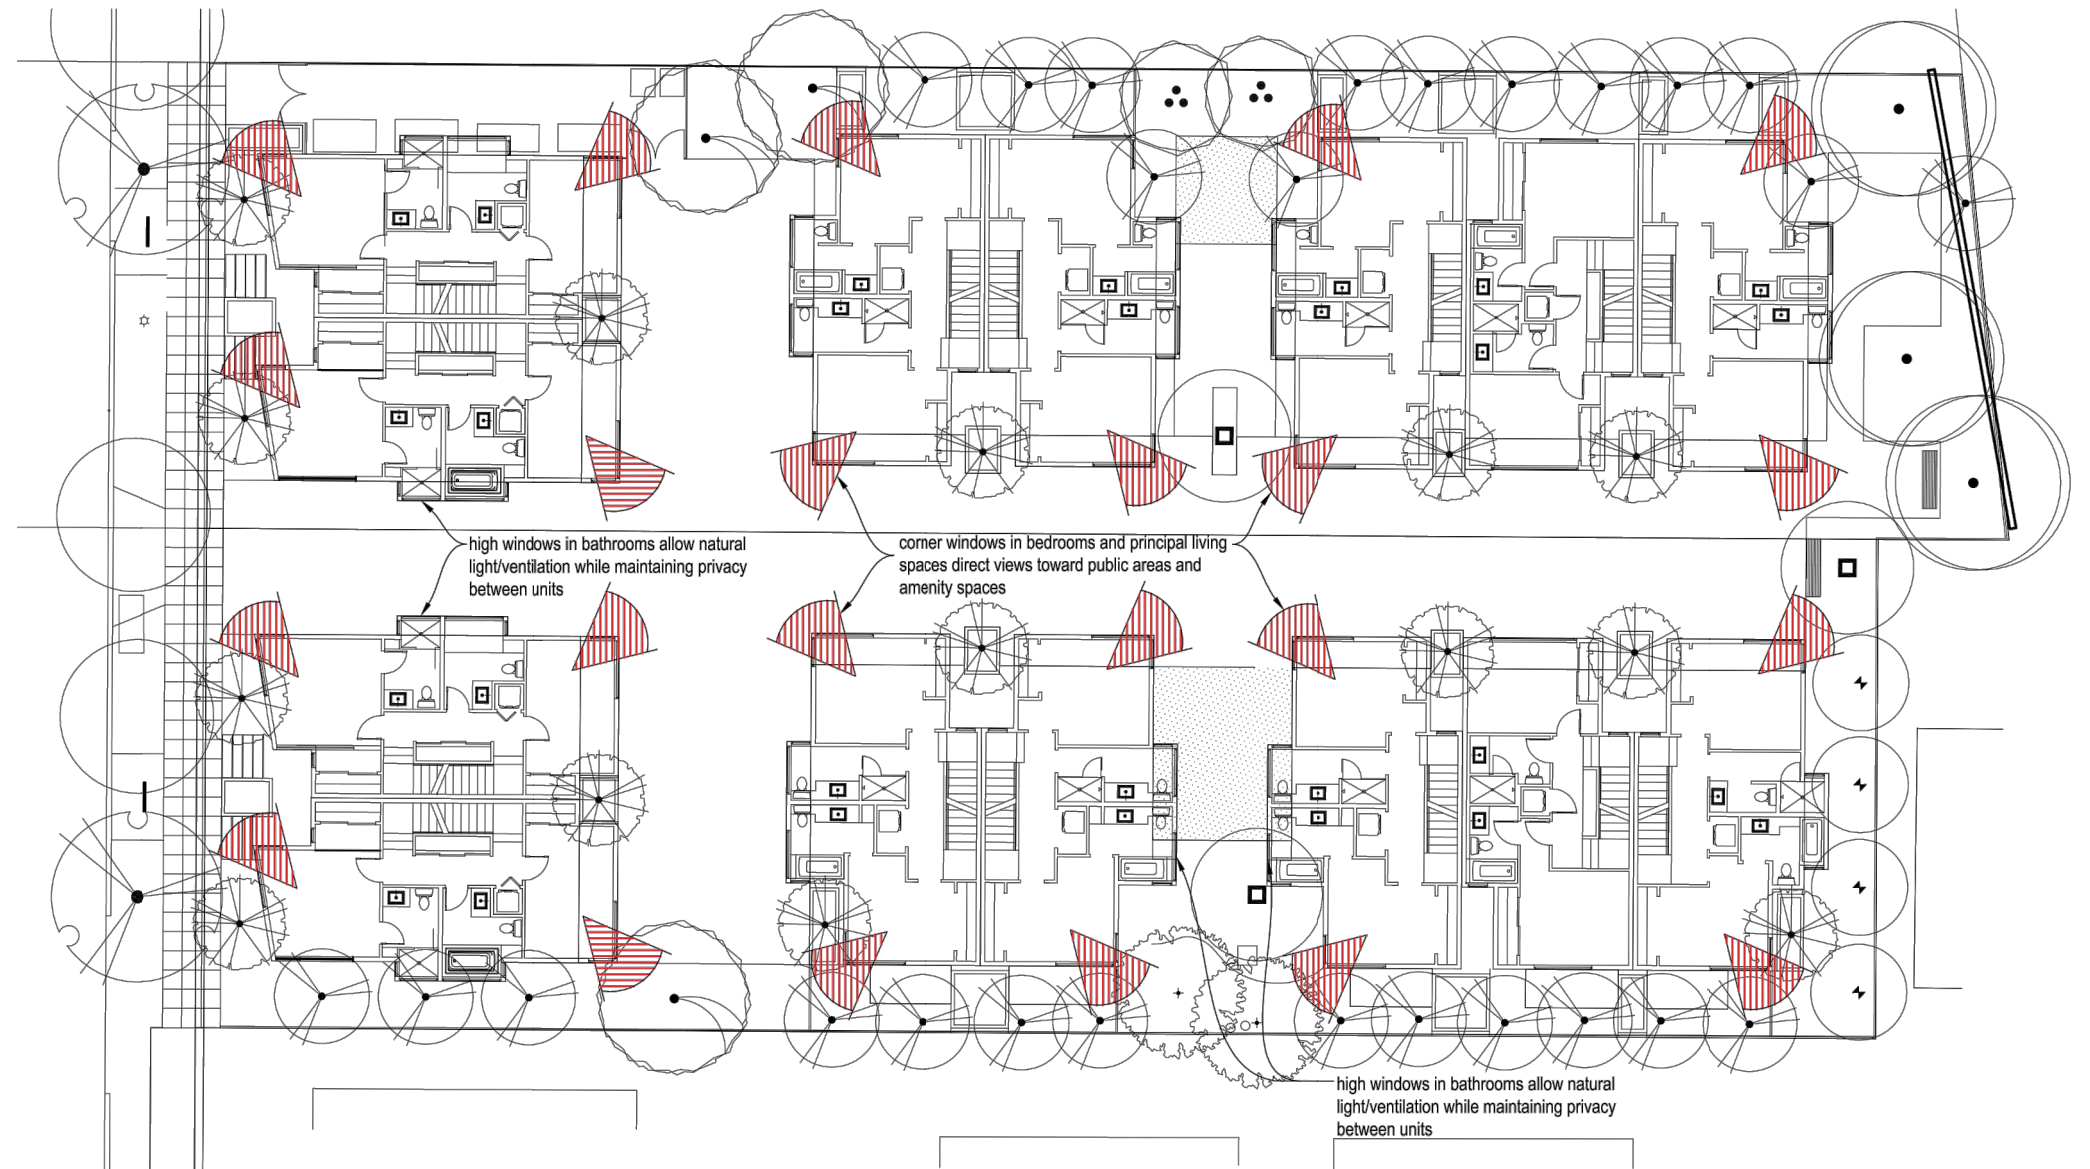 high windows in bathrooms allow natural
light/ventilation while maintaining privacy
between units
corner windows in bedrooms and principal living
spaces direct views toward public areas and
amenity spaces
high windows in bathrooms allow natural
light/ventilation while maintaining privacy
between units